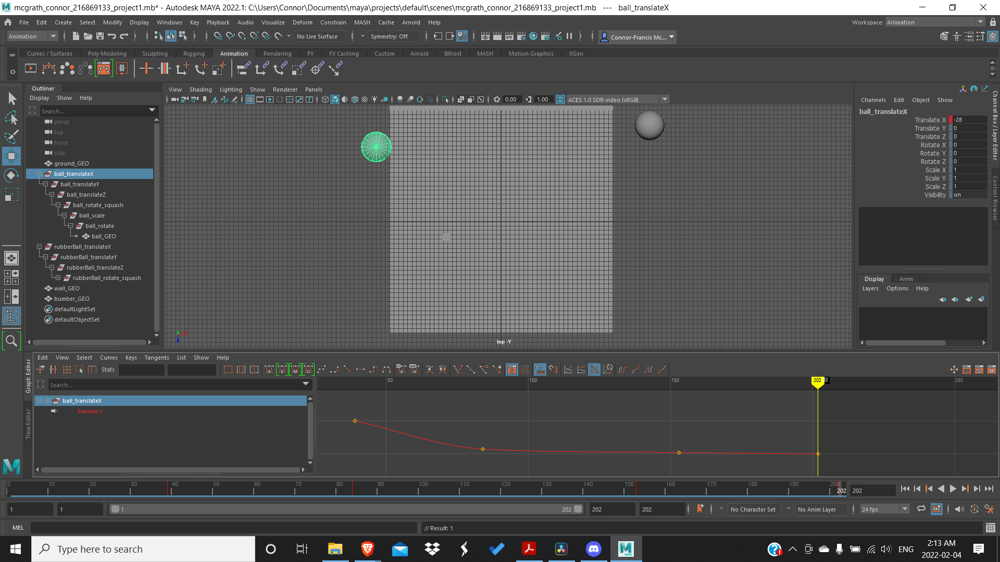 mcgrath_connor_216869133_project1.mb* - Autodesk MAYA 2022.1: C:\Users\Connor\Documents\maya\projects\default\scenes\mcgrath_connor_216869133_project1.mb --- ball_translateX
File Edit Create Select Modify Display Windows Key Playback Audio Visualize Deform Constrain MASH Cache Arnold Help
Workspace: Animation
Animation No Live Surface Symmetry: Off IPR Connor-Francis Mc...
Curves / Surfaces Poly Modeling Sculpting Rigging Animation Rendering FX FX Caching Custom Arnold Bifrost MASH Motion Graphics XGen
Outliner
Display Show Help
Search...
persp
top
front
side
ground_GEO
ball_translateX
ball_translateY
ball_translateZ
ball_rotate_squash
ball_scale
ball_rotate
ball_GEO
rubberBall_translateX
rubberBall_translateY
rubberBall_translateZ
rubberBall_rotate_squash
wall_GEO
bumber_GEO
defaultLightSet
defaultObjectSet
View Shading Lighting Show Renderer Panels
0.00 1.00 ON ACES 1.0 SDR-video (sRGB)
y x
z
top -Y
Channels Edit Object Show
ball_translateX
Translate X -28
Translate Y 0
Translate Z 0
Rotate X 0
Rotate Y 0
Rotate Z 0
Scale X 1
Scale Y 1
Scale Z 1
Visibility on
Channel Box / Layer Editor
Content Browser
Display Anim
Layers Options Help
Graph Editor
Time Editor
Edit View Select Curves Keys Tangents List Show Help
Stats
Search...
ball_translateX
Translate X
50 100 150 202 250
0 10 20 30 40 50 60 70 80 90 100 110 120 130 140 150 160 170 180 190 200
202 202
1 1 1 202 202 202 No Character Set No Anim Layer 24 fps
MEL // Result: 1
Type here to search
MAYA
ENG
2:13 AM
2022-02-04